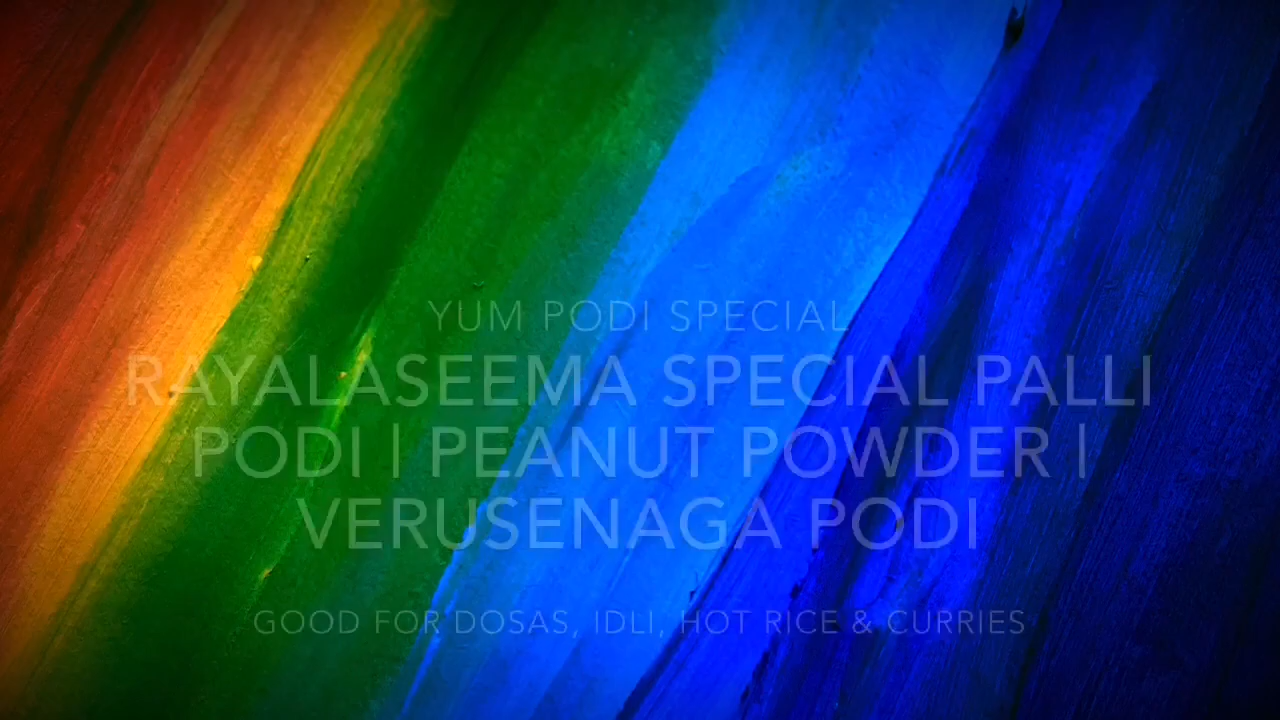 YUM PODI SPECIAL
RAYALASEEMA SPECIAL PALLI
PODI | PEANUT POWDER |
VERUSENAGA PODI
GOOD FOR DOSAS, IDLI, HOT RICE & CURRIES